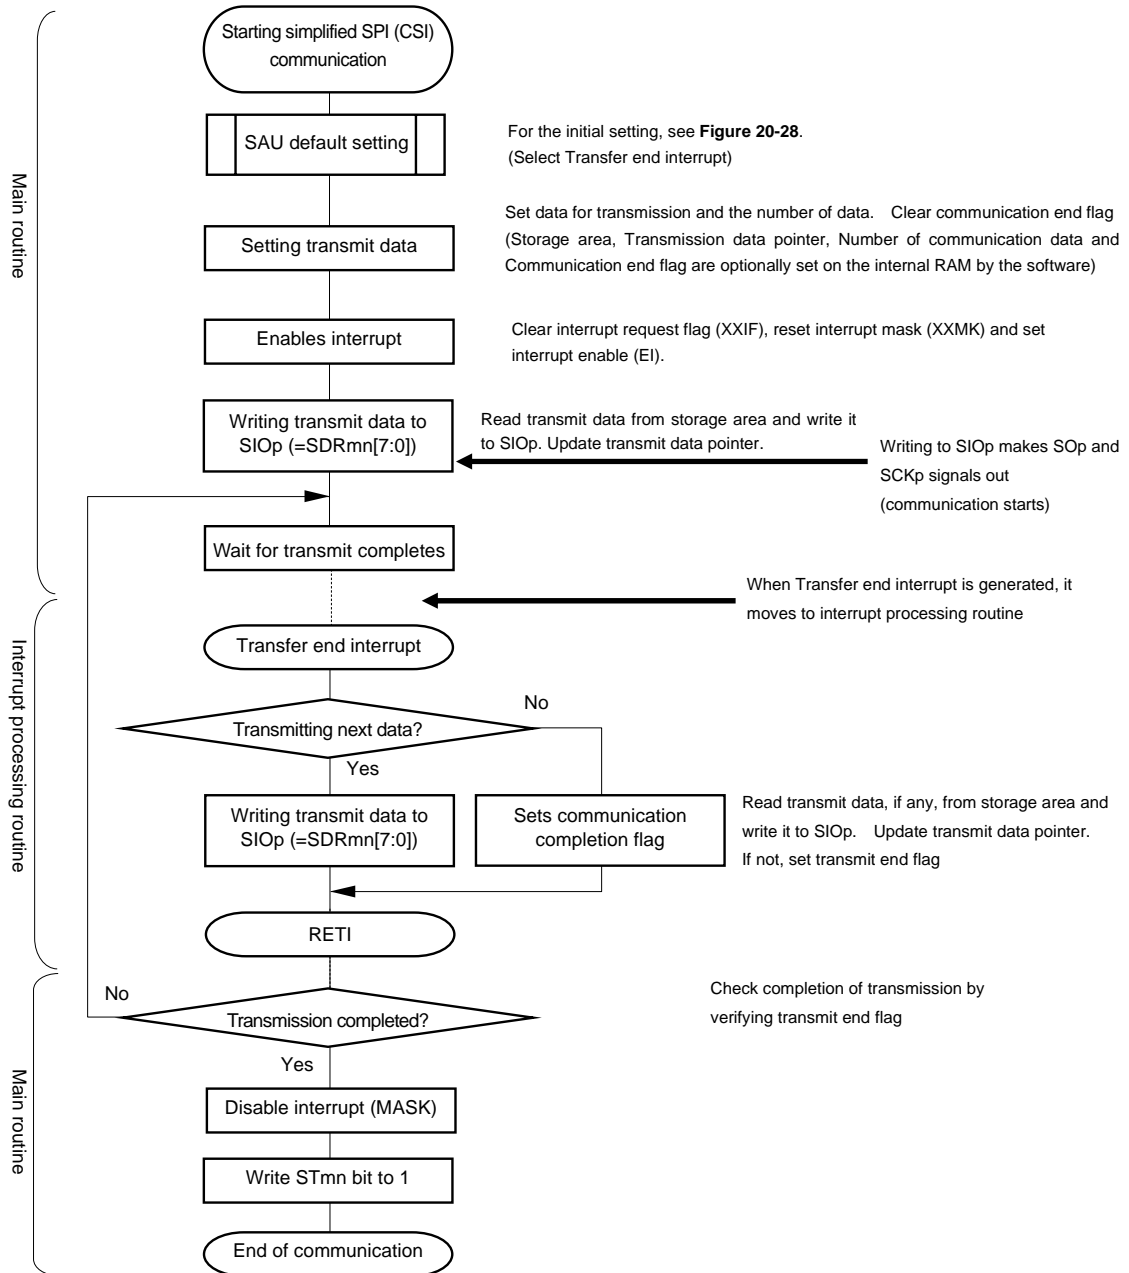 Starting simplified SPI (CSI)
communication
SAU default setting
For the initial setting, see Figure 20-28.
(Select Transfer end interrupt)
Main routine
Setting transmit data
Set data for transmission and the number of data. Clear communication end flag
(Storage area, Transmission data pointer, Number of communication data and
Communication end flag are optionally set on the internal RAM by the software)
Enables interrupt
Clear interrupt request flag (XXIF), reset interrupt mask (XXMK) and set
interrupt enable (EI).
Writing transmit data to
SIOp (=SDRmn[7:0])
Read transmit data from storage area and write it
to SIOp. Update transmit data pointer.
Writing to SIOp makes SOp and
SCKp signals out
(communication starts)
Wait for transmit completes
When Transfer end interrupt is generated, it
moves to interrupt processing routine
Interrupt processing routine
Transfer end interrupt
Transmitting next data?
No
Yes
Writing transmit data to
SIOp (=SDRmn[7:0])
Sets communication
completion flag
Read transmit data, if any, from storage area and
write it to SIOp. Update transmit data pointer.
If not, set transmit end flag
RETI
Main routine
No
Transmission completed?
Check completion of transmission by
verifying transmit end flag
Yes
Disable interrupt (MASK)
Write STmn bit to 1
End of communication